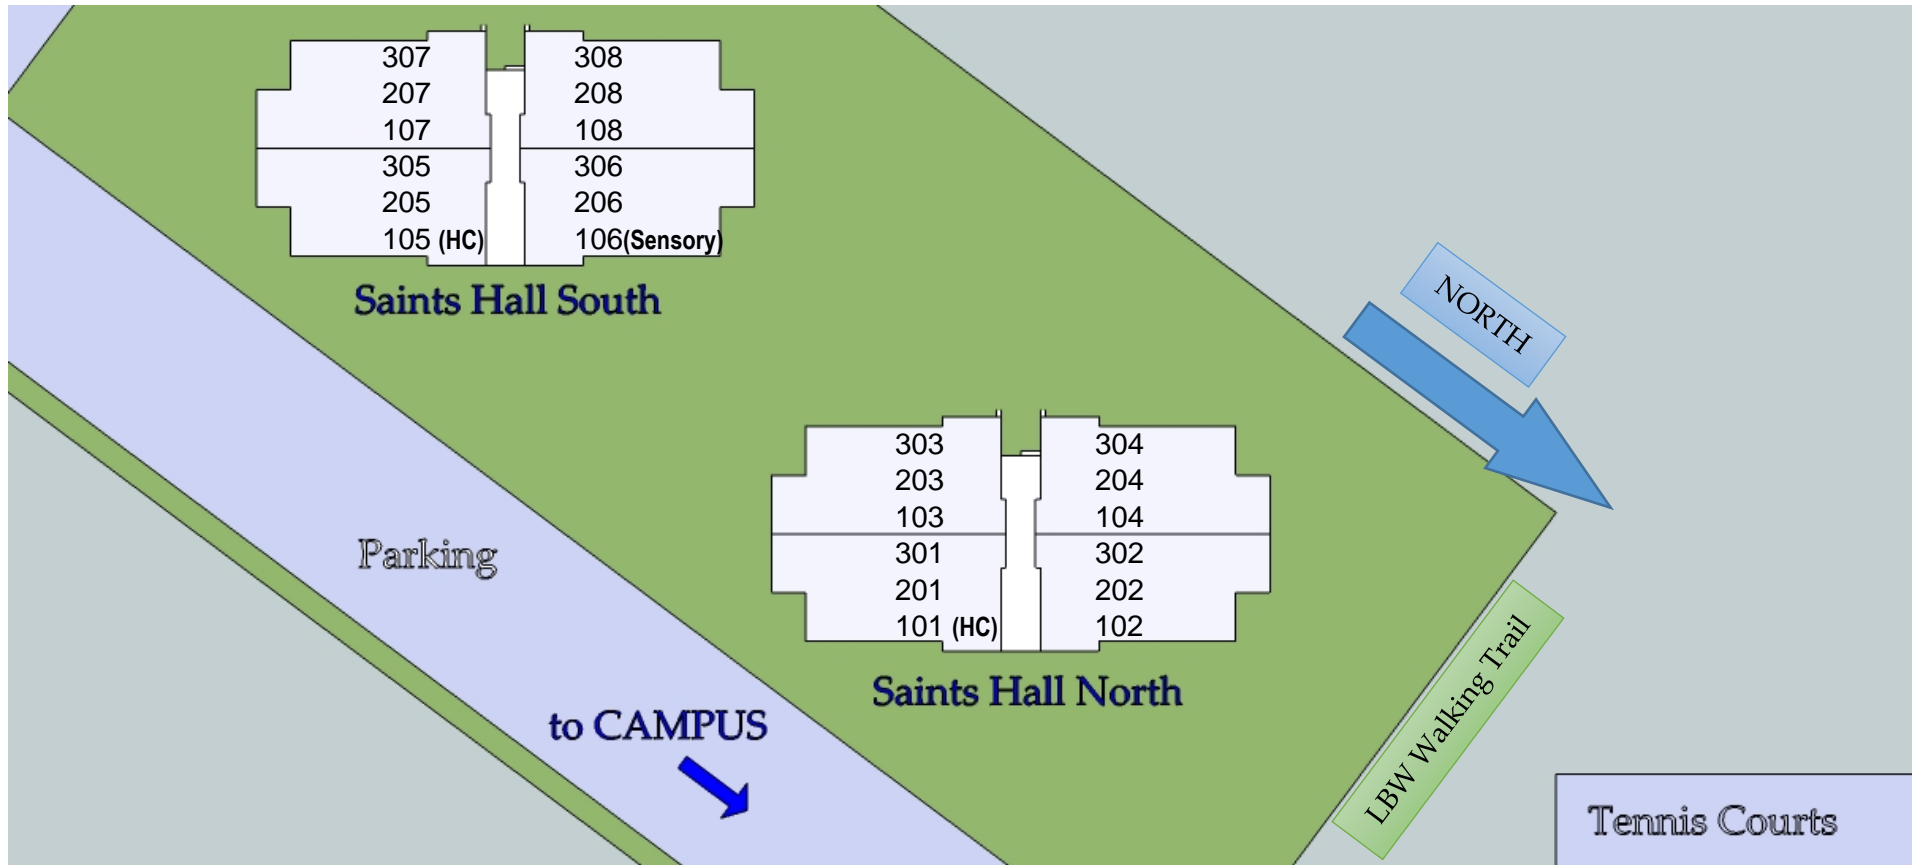 307
207
107
305
205
105 (HC)
308
208
108
306
206
106(Sensory)
Saints Hall South
NORTH
303
203
103
301
201
101 (HC)
304
204
104
302
202
102
Saints Hall North
Parking
to CAMPUS
LBW Walking Trail
Tennis Courts